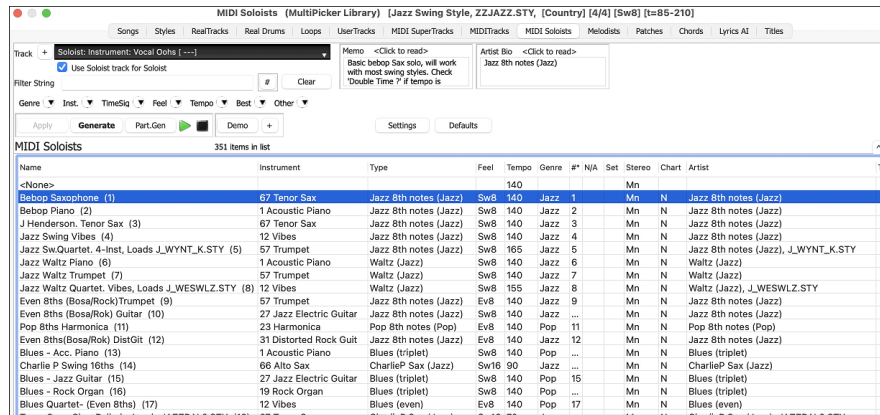 MIDI Soloists (MultiPicker Library) [Jazz Swing Style, ZZJAZZ.STY, [Country] [4/4] [Sw8] [t=85-210]
Songs Styles RealTracks Real Drums Loops UserTracks MIDI SuperTracks MIDITracks MIDI Soloists Melodists Patches Chords Lyrics AI Titles
Track + Soloist: Instrument: Vocal Oohs [ ---]
Use Soloist track for Soloist
Filter String # Clear
Memo <Click to read>
Basic bebop Sax solo, will work
with most swing styles. Check
'Double Time ?' if tempo is
Artist Bio <Click to read>
Jazz 8th notes (Jazz)
Genre Inst. TimeSig Feel Tempo Best Other
Apply Generate Part.Gen Demo + Settings Defaults
MIDI Soloists 351 items in list
Name Instrument Type Feel Tempo Genre #* N/A Set Stereo Chart Artist
<None> 140 Mn
Bebop Saxophone (1) 67 Tenor Sax Jazz 8th notes (Jazz) Sw8 140 Jazz 1 Mn N Jazz 8th notes (Jazz)
Bebop Piano (2) 1 Acoustic Piano Jazz 8th notes (Jazz) Sw8 140 Jazz 2 Mn N Jazz 8th notes (Jazz)
J Henderson. Tenor Sax (3) 67 Tenor Sax Jazz 8th notes (Jazz) Sw8 140 Jazz 3 Mn N Jazz 8th notes (Jazz)
Jazz Swing Vibes (4) 12 Vibes Jazz 8th notes (Jazz) Sw8 140 Jazz 4 Mn N Jazz 8th notes (Jazz)
Jazz Sw.Quartet. 4-Inst, Loads J_WYNT_K.STY (5) 57 Trumpet Jazz 8th notes (Jazz) Sw8 165 Jazz 5 Mn N Jazz 8th notes (Jazz), J_WYNT_K.STY
Jazz Waltz Piano (6) 1 Acoustic Piano Waltz (Jazz) Sw8 140 Jazz 6 Mn N Waltz (Jazz)
Jazz Waltz Trumpet (7) 57 Trumpet Waltz (Jazz) Sw8 140 Jazz 7 Mn N Waltz (Jazz)
Jazz Waltz Quartet. Vibes, Loads J_WESWLZ.STY (8) 12 Vibes Waltz (Jazz) Sw8 155 Jazz 8 Mn N Waltz (Jazz), J_WESWLZ.STY
Even 8ths (Bosa/Rok)Trumpet (9) 57 Trumpet Jazz 8th notes (Jazz) Ev8 140 Jazz 9 Mn N Jazz 8th notes (Jazz)
Even 8ths (Bosa/Rok) Guitar (10) 27 Jazz Electric Guitar Jazz 8th notes (Jazz) Sw8 140 Jazz ... Mn N Jazz 8th notes (Jazz)
Pop 8ths Harmonica (11) 23 Harmonica Pop 8th notes (Pop) Ev8 140 Pop 11 Mn N Pop 8th notes (Pop)
Even 8ths(Bosa/Rok) DistGit (12) 31 Distorted Rock Guit Jazz 8th notes (Jazz) Ev8 140 Jazz 12 Mn N Jazz 8th notes (Jazz)
Blues - Acc. Piano (13) 1 Acoustic Piano Blues (triplet) Sw8 140 Pop ... Mn N Blues (triplet)
Charlie P Swing 16ths (14) 66 Alto Sax CharlieP Sax (Jazz) Sw16 90 Jazz ... Mn N CharlieP Sax (Jazz)
Blues - Jazz Guitar (15) 27 Jazz Electric Guitar Blues (triplet) Sw8 140 Pop 15 Mn N Blues (triplet)
Blues - Rock Organ (16) 19 Rock Organ Blues (triplet) Sw8 140 Pop ... Mn N Blues (triplet)
Blues Quartet- (Even 8ths) (17) 12 Vibes Blues (even) Ev8 140 Pop 17 Mn N Blues (even)